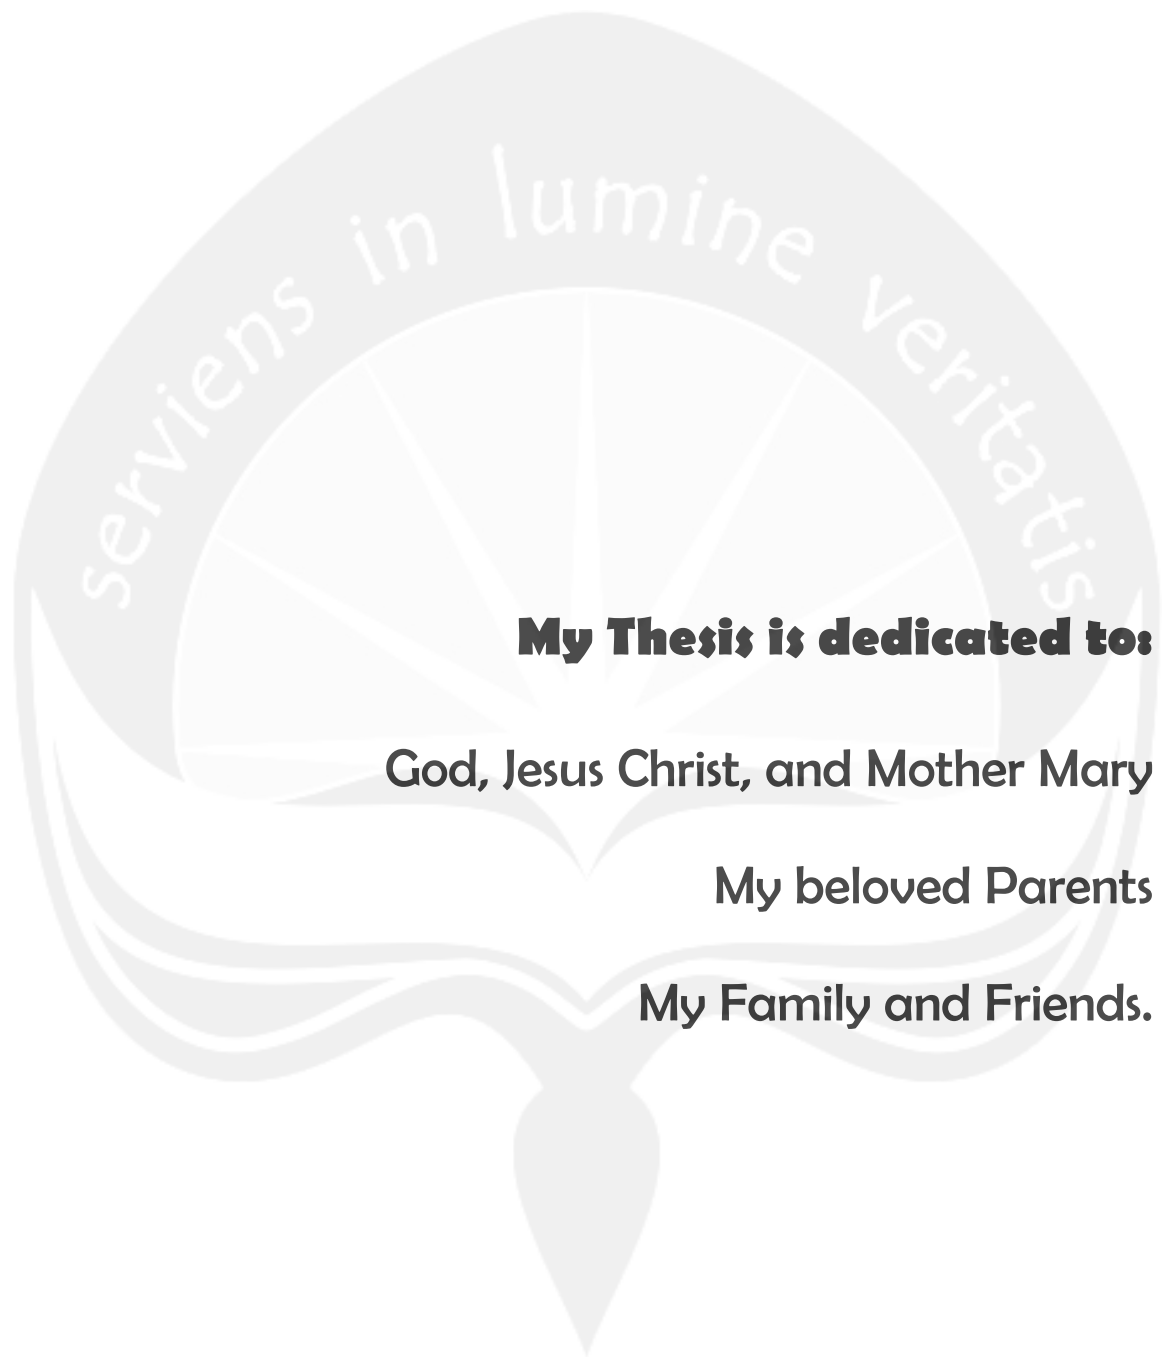 serviens in lumine veritatis
My Thesis is dedicated to:
God, Jesus Christ, and Mother Mary
My beloved Parents
My Family and Friends.